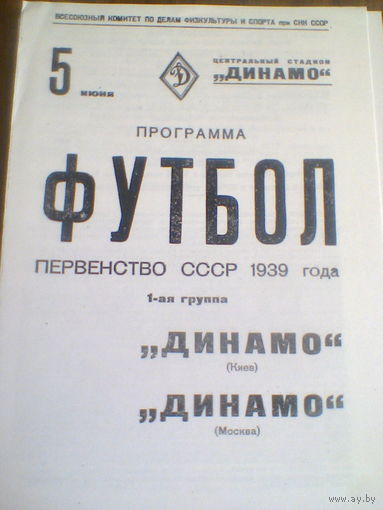 ВСЕСОЮЗНЫЙ КОМИТЕТ ПО ДЕЛАМ ФИЗКУЛЬТУРЫ И СПОРТА при СНК СССР
5 июня
Д
ЦЕНТРАЛЬНЫЙ СТАДИОН
„ДИНАМО“
ПРОГРАММА
ФУТБОЛ
ПЕРВЕНСТВО СССР 1939 года
1-ая группа
„ДИНАМО“
(Киев)
„ДИНАМО“
(Москва)
www.ay.by